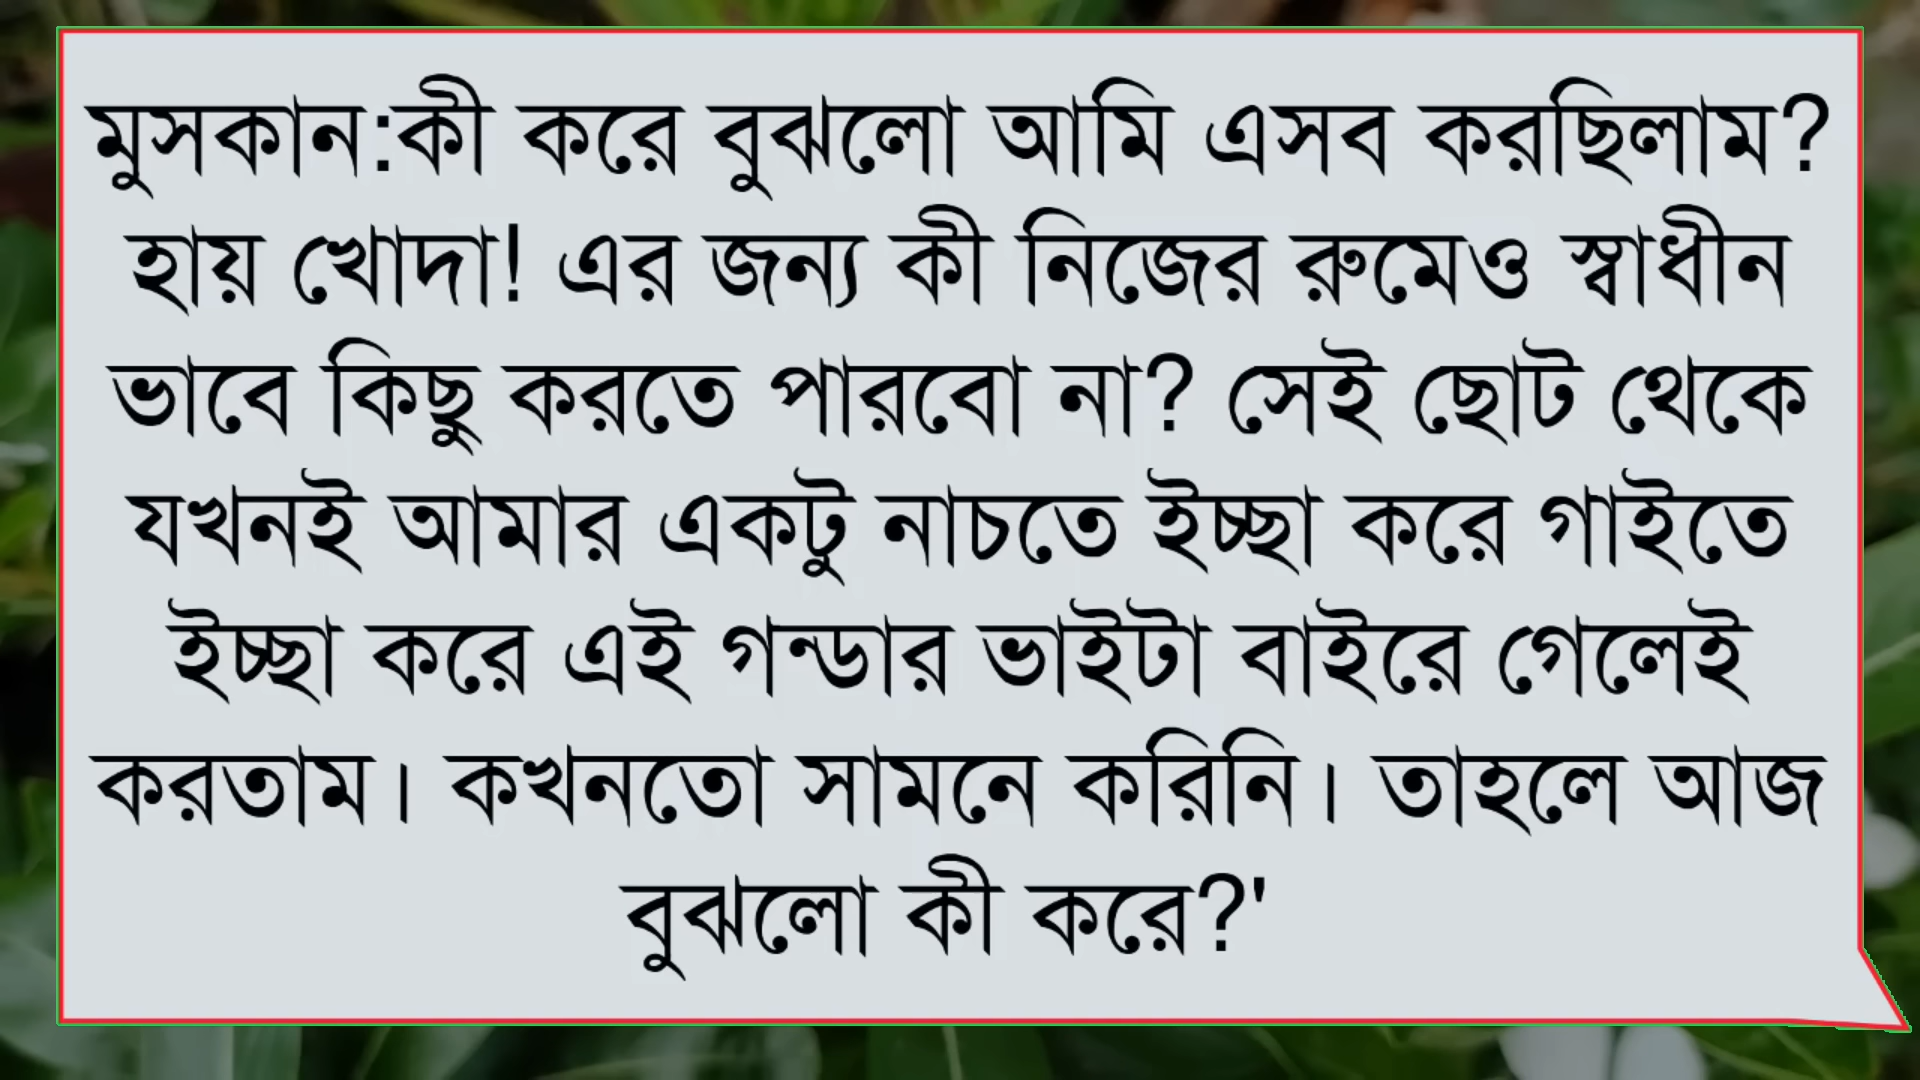 মুসকান:কী করে বুঝলো আমি এসব করছিলাম?
হায় খোদা! এর জন্য কী নিজের রুমেও স্বাধীন
ভাবে কিছু করতে পারবো না? সেই ছোট থেকে
যখনই আমার একটু নাচতে ইচ্ছা করে গাইতে
ইচ্ছা করে এই গন্ডার ভাইটা বাইরে গেলেই
করতাম। কখনতো সামনে করিনি। তাহলে আজ
বুঝলো কী করে?'